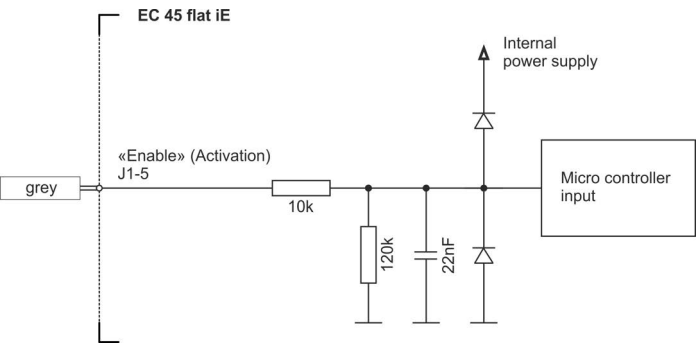 EC 45 flat iE
Internal
power supply
«Enable» (Activation)
J1-5
grey
10k
120k
22nF
Micro controller
input